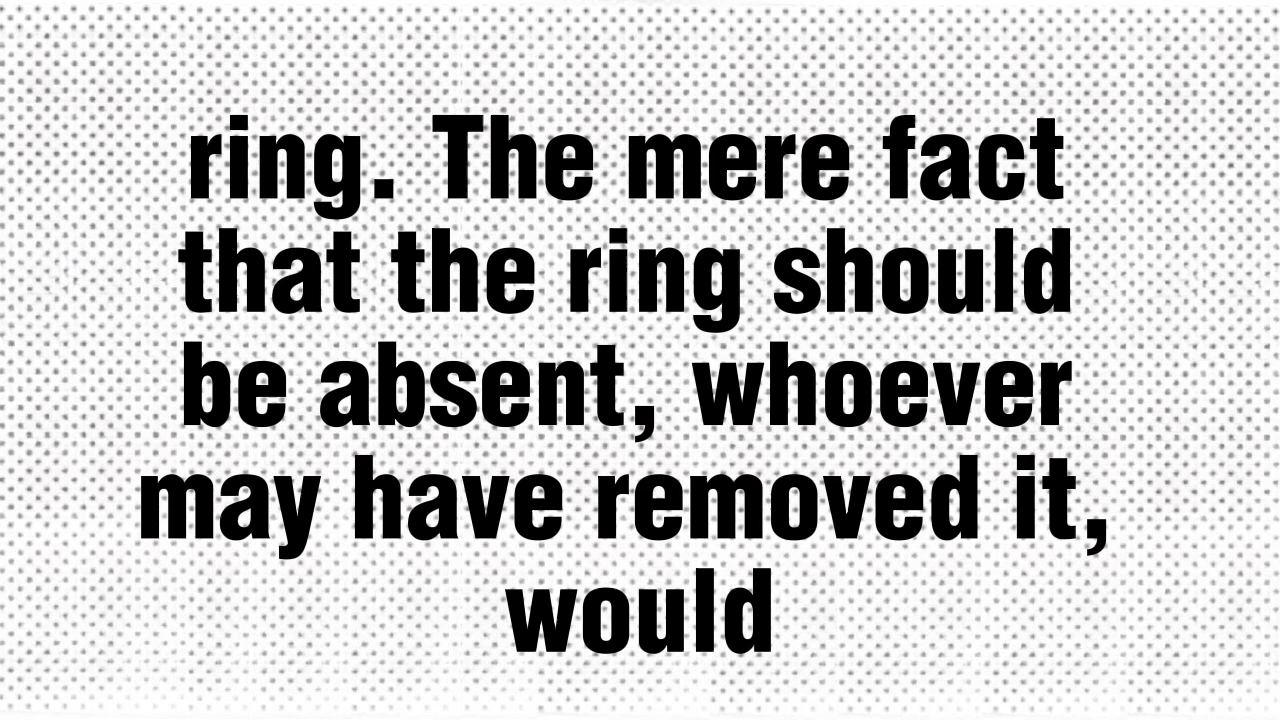 ring. The mere fact
that the ring should
be absent, whoever
may have removed it,
would